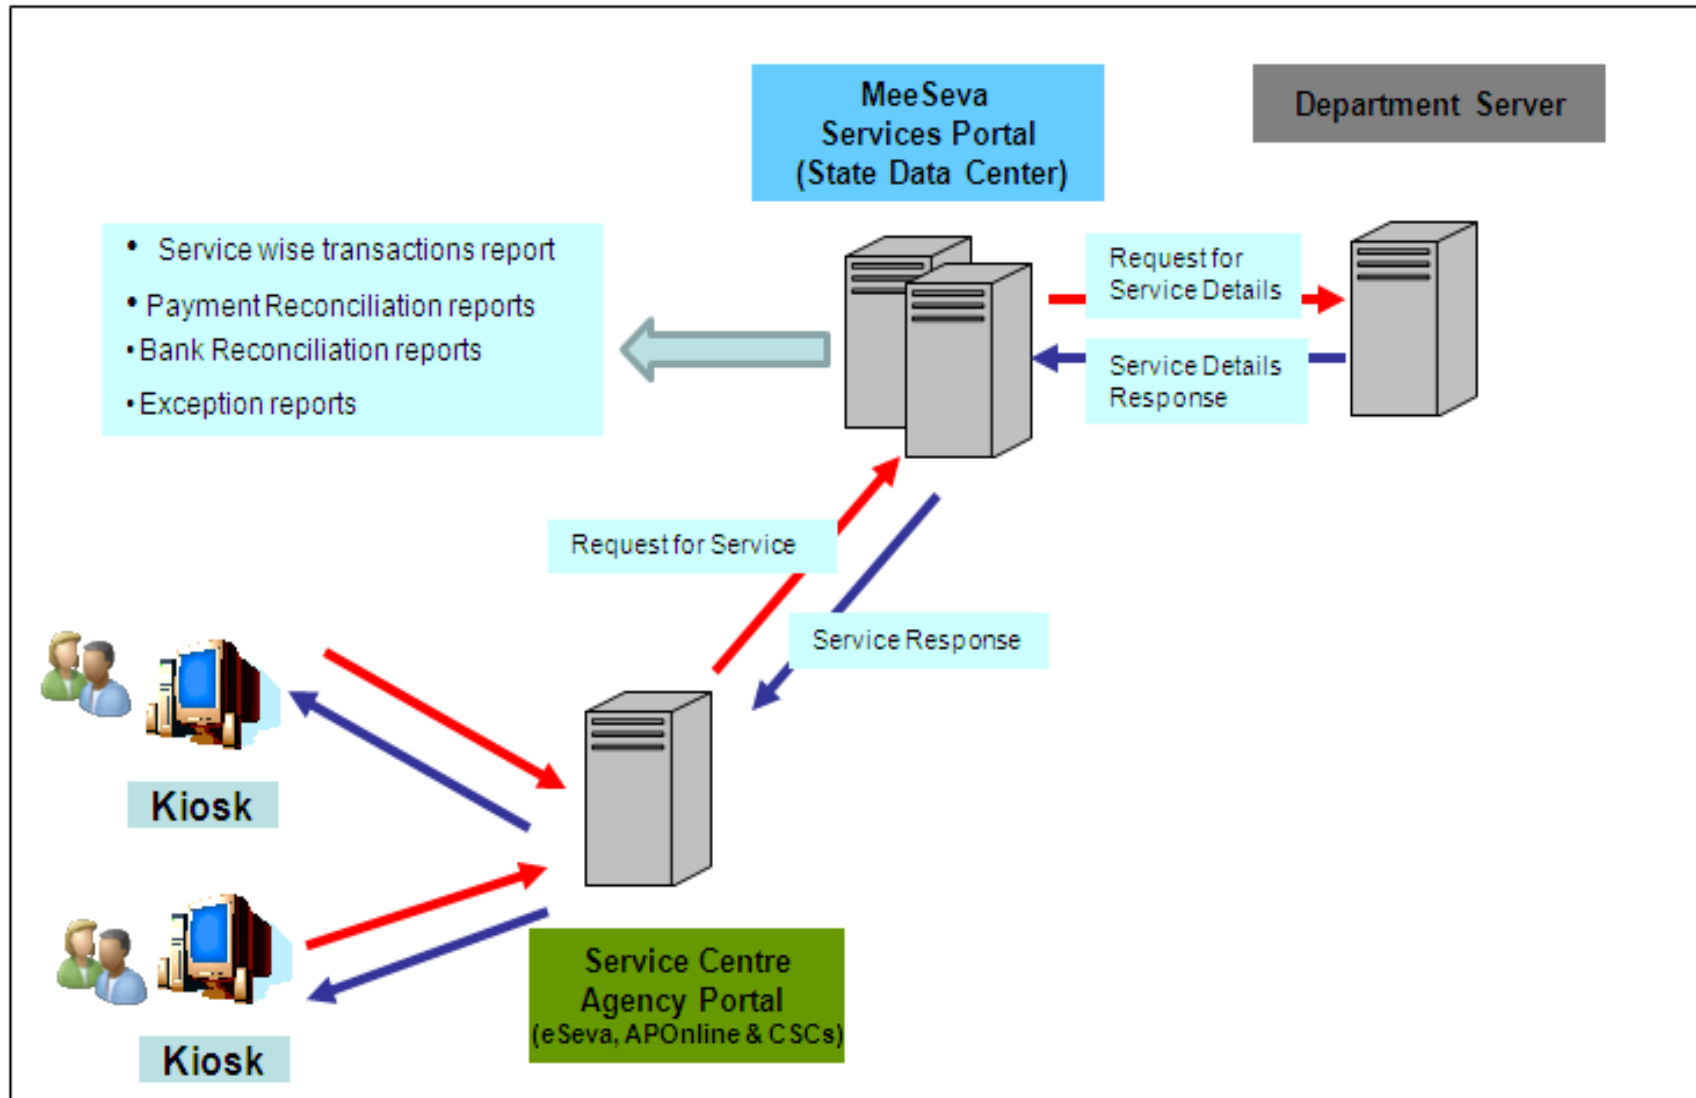 MeeSeva
Services Portal
(State Data Center)
Department Server
• Service wise transactions report
• Payment Reconciliation reports
• Bank Reconciliation reports
• Exception reports
Request for
Service Details
Service Details
Response
Request for Service
Service Response
Kiosk
Kiosk
Service Centre
Agency Portal
(eSeva, APOnline & CSCs)